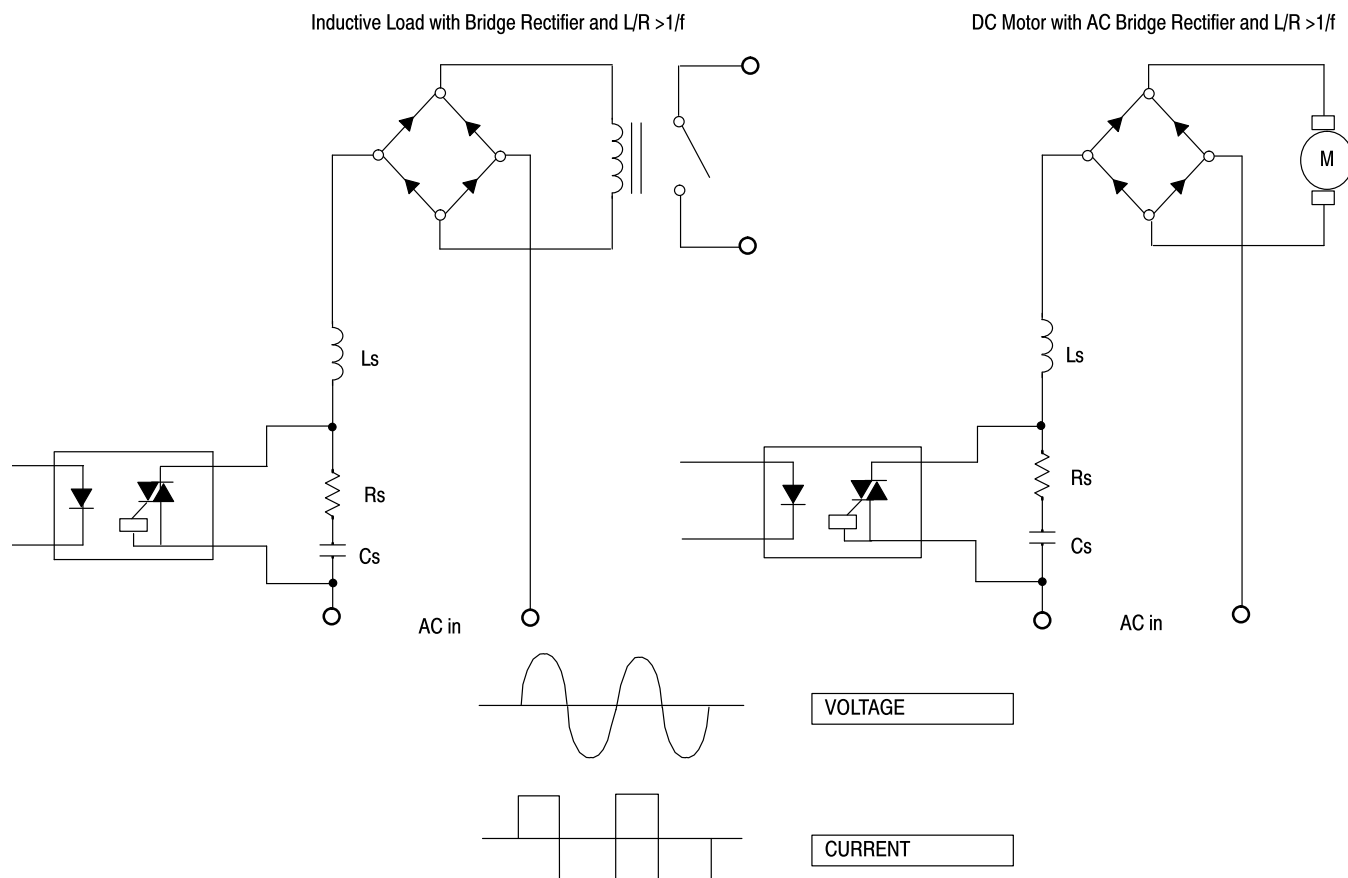 Inductive Load with Bridge Rectifier and L/R >1/f
DC Motor with AC Bridge Rectifier and L/R >1/f
M
Ls
Ls
Rs
Rs
Cs
Cs
AC in
AC in
VOLTAGE
CURRENT